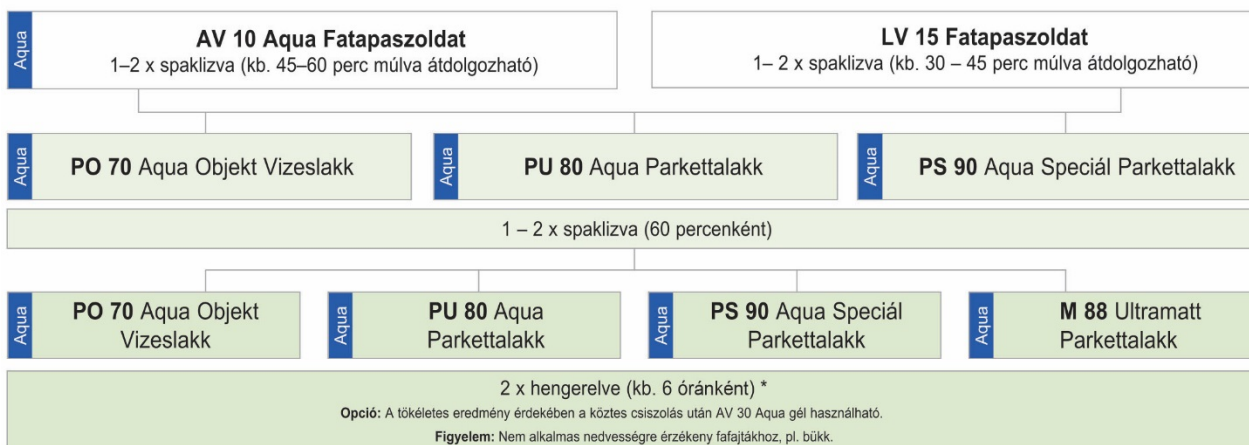 Aqua
AV 10 Aqua Fatapaszoldat
1–2 x spaklizva (kb. 45–60 perc múlva átdolgozható)
LV 15 Fatapaszoldat
1– 2 x spaklizva (kb. 30 – 45 perc múlva átdolgozható)
Aqua
PO 70 Aqua Objekt Vizeslakk
Aqua
PU 80 Aqua Parkettalakk
Aqua
PS 90 Aqua Speciál Parkettalakk
1 – 2 x spaklizva (60 percenként)
Aqua
PO 70 Aqua Objekt
Vizeslakk
Aqua
PU 80 Aqua
Parkettalakk
Aqua
PS 90 Aqua Speciál
Parkettalakk
Aqua
M 88 Ultramatt
Parkettalakk
2 x hengerelve (kb. 6 óránként) *
Opció: A tökéletes eredmény érdekében a köztes csiszolás után AV 30 Aqua gél használható.
Figyelem: Nem alkalmas nedvességre érzékeny fafajtákhoz, pl. bükk.